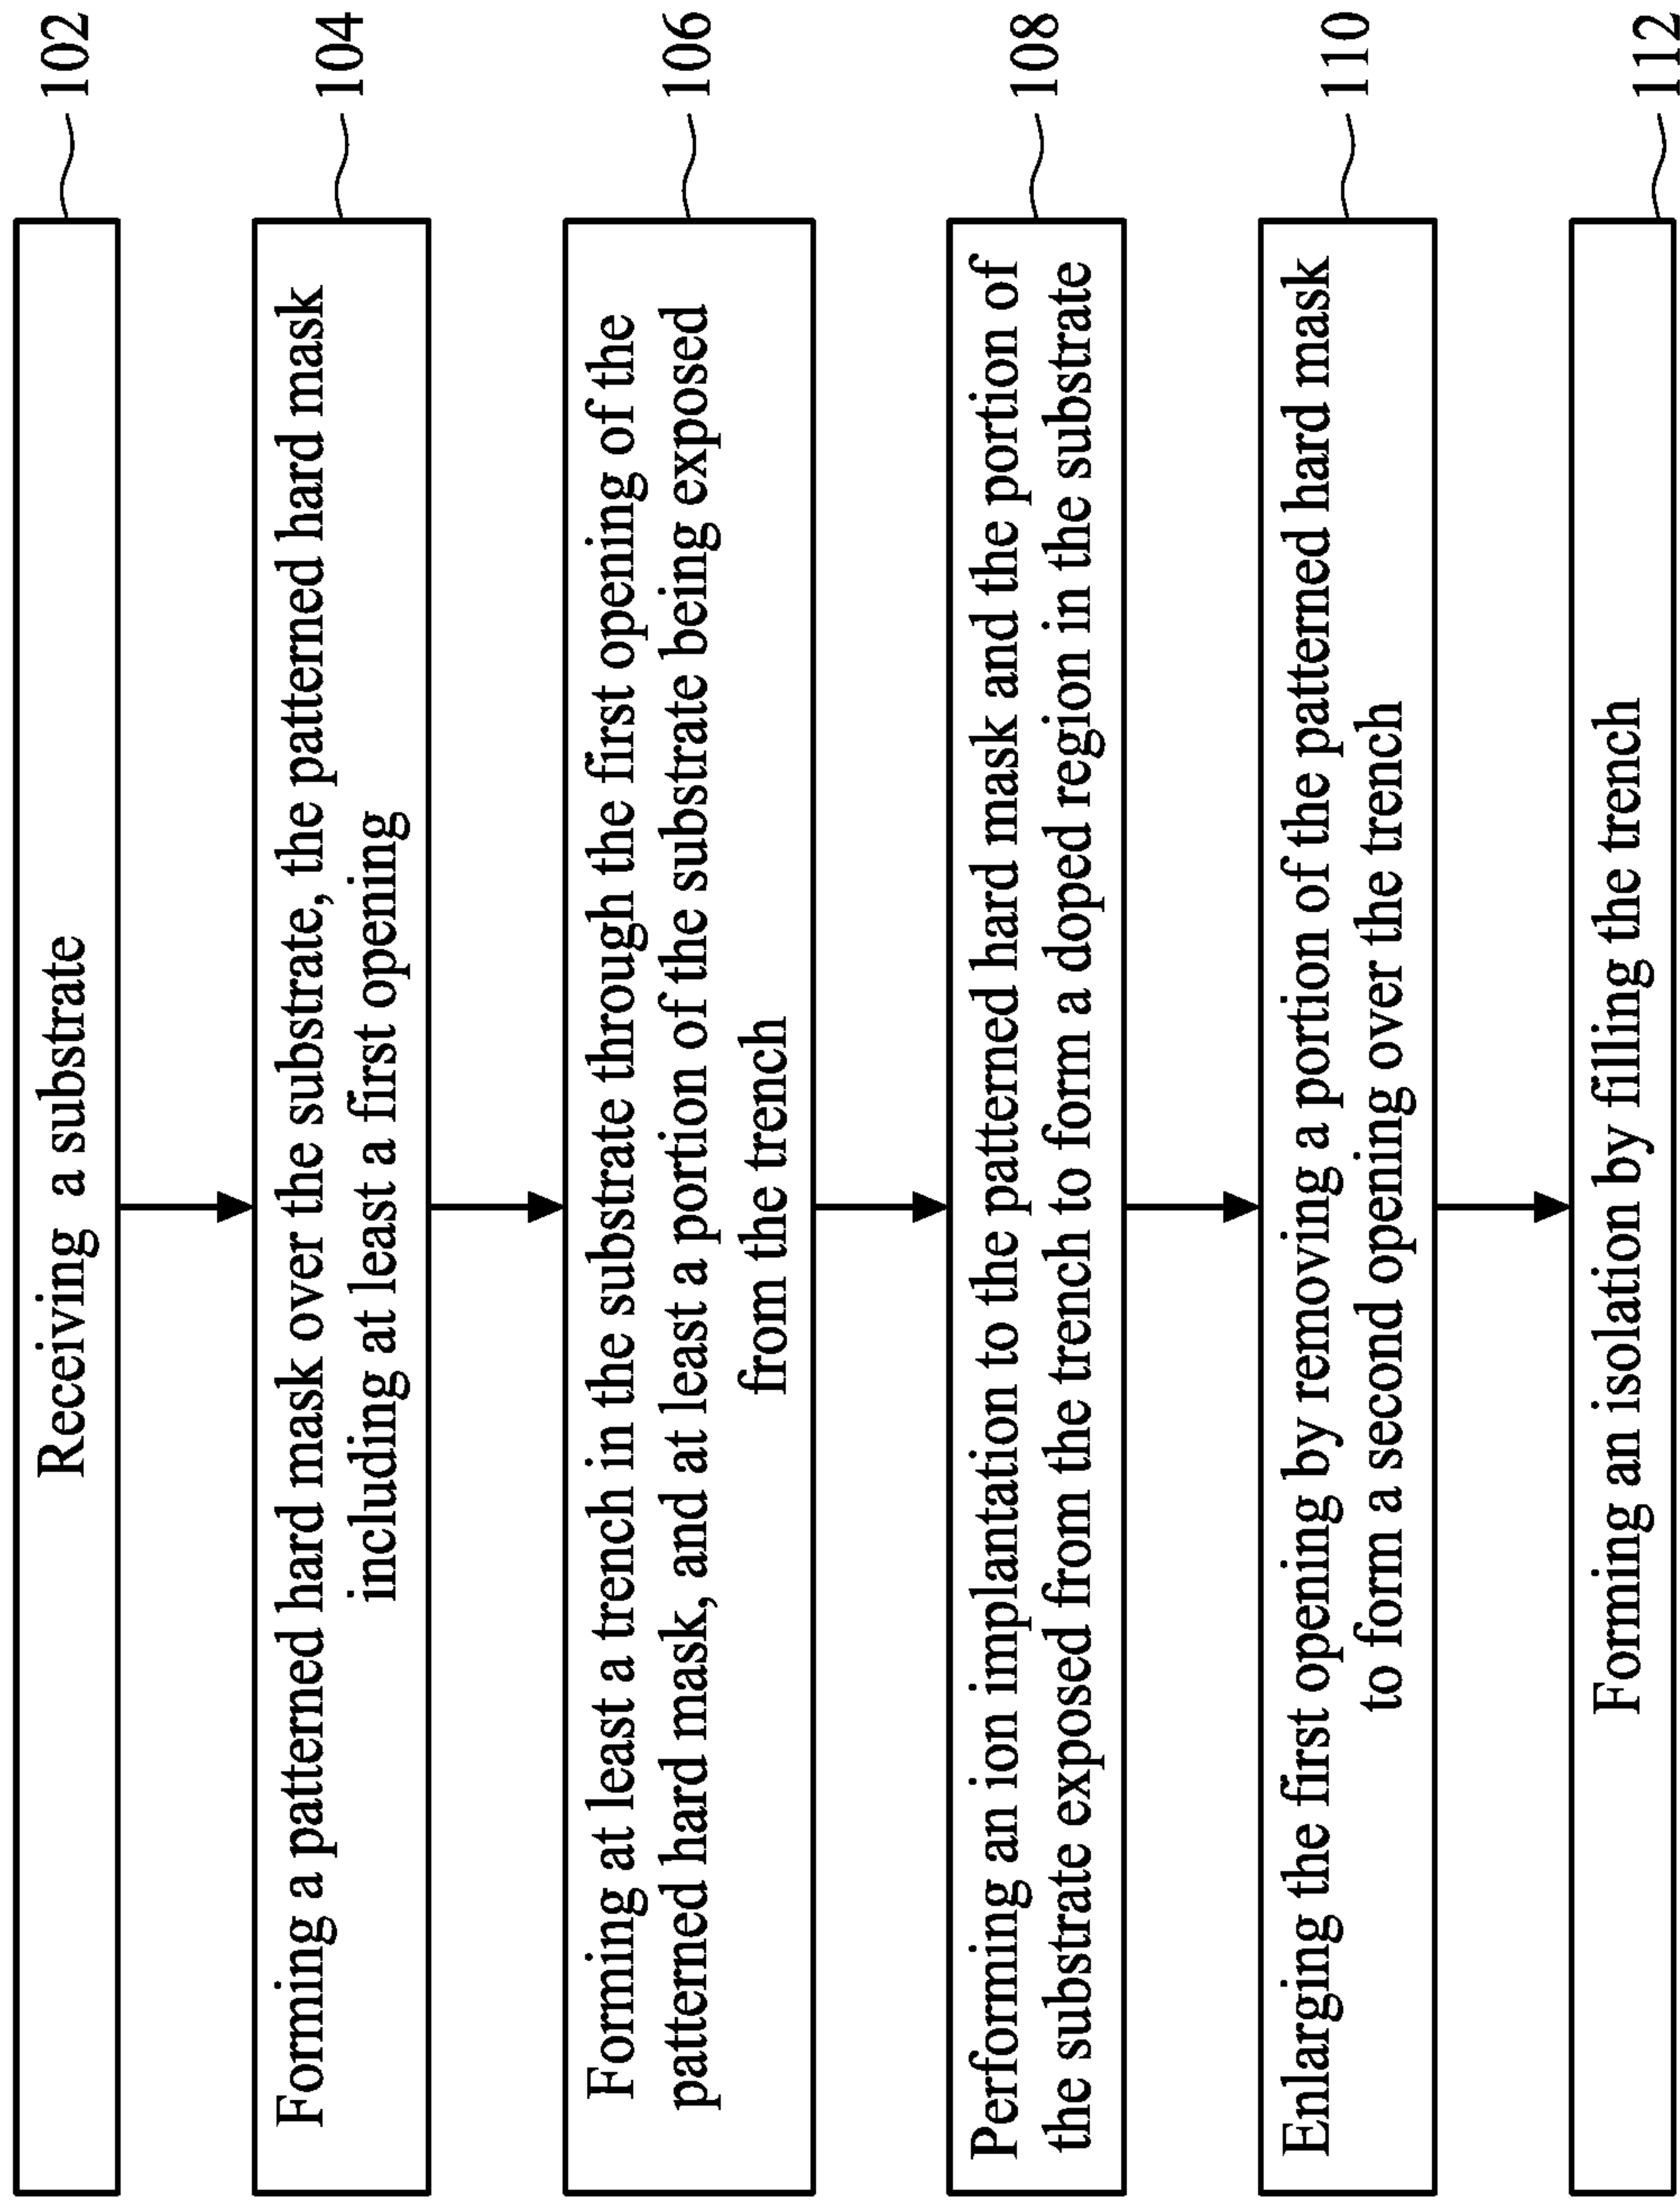 Receiving a substrate
102
Forming a patterned hard mask over the substrate, the patterned hard mask
including at least a first opening
104
Forming at least a trench in the substrate through the first opening of the
patterned hard mask, and at least a portion of the substrate being exposed
from the trench
106
Performing an ion implantation to the patterned hard mask and the portion of
the substrate exposed from the trench to form a doped region in the substrate
108
Enlarging the first opening by removing a portion of the patterned hard mask
to form a second opening over the trench
110
Forming an isolation by filling the trench
112